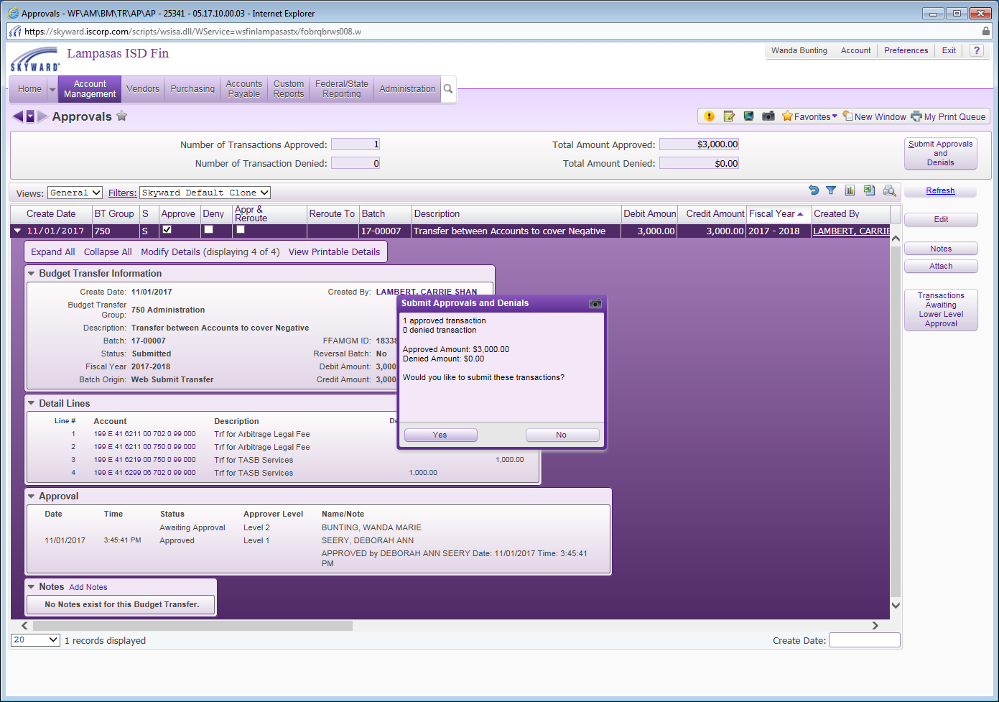 Approvals - WF\AM\BM\TR\AP\AP - 25341 - 05.17.10.00.03 - Internet Explorer
https://skyward.iscorp.com/scripts/wsisa.dll/WService=wsfinlampasastx/fobrqbrws008.w
SKYWARD
Lampasas ISD Fin
Wanda Bunting Account Preferences Exit ?
Home Account Management Vendors Purchasing Accounts Payable Custom Reports Federal/State Reporting Administration
Approvals
Favorites New Window My Print Queue
Number of Transactions Approved: 1 Total Amount Approved: $3,000.00
Number of Transaction Denied: 0 Total Amount Denied: $0.00
Submit Approvals
and
Denials
Views: General Filters: Skyward Default Clone
Refresh
Create Date BT Group S Approve Deny Appr & Reroute Reroute To Batch Description Debit Amoun Credit Amount Fiscal Year Created By
11/01/2017 750 S 17-00007 Transfer between Accounts to cover Negative 3,000.00 3,000.00 2017 - 2018 LAMBERT, CARRIE
Edit
Notes
Attach
Transactions
Awaiting
Lower Level
Approval
Expand All Collapse All Modify Details (displaying 4 of 4) View Printable Details
Budget Transfer Information
Create Date: 11/01/2017 Created By: LAMBERT, CARRIE SHAN
Budget Transfer Group: 750 Administration
Description: Transfer between Accounts to cover Negative
Batch: 17-00007 FFAMGM ID: 18338
Status: Submitted Reversal Batch: No
Fiscal Year 2017-2018 Debit Amount: 3,000
Batch Origin: Web Submit Transfer Credit Amount: 3,000
Submit Approvals and Denials
1 approved transaction
0 denied transaction
Approved Amount: $3,000.00
Denied Amount: $0.00
Would you like to submit these transactions?
Yes No
Detail Lines
Line # Account Description De
1 199 E 41 6211 00 702 0 99 000 Trf for Arbitrage Legal Fee
2 199 E 41 6211 00 750 0 99 000 Trf for Arbitrage Legal Fee
3 199 E 41 6219 00 750 0 99 000 Trf for TASB Services 1,000.00
4 199 E 41 6299 06 702 0 99 900 Trf for TASB Services 1,000.00
Approval
Date Time Status Approver Level Name/Note
Awaiting Approval Level 2 BUNTING, WANDA MARIE
11/01/2017 3:45:41 PM Approved Level 1 SEERY, DEBORAH ANN
APPROVED by DEBORAH ANN SEERY Date: 11/01/2017 Time: 3:45:41
PM
Notes Add Notes
No Notes exist for this Budget Transfer.
20 1 records displayed Create Date: